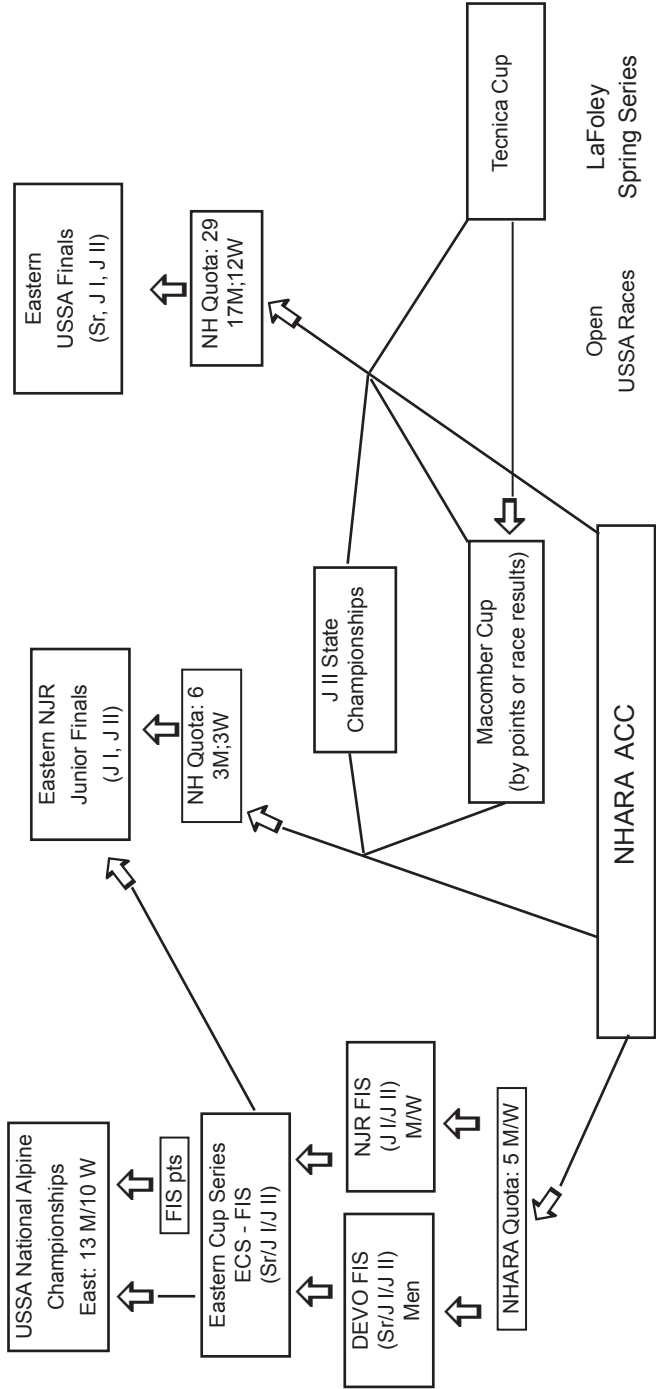 USSA National Alpine
Championships
East: 13 M/10 W
FIS pts
Eastern Cup Series
ECS - FIS
(Sr/J I/J II)
DEVO FIS
(Sr/J I/J II)
Men
NJR FIS
(J I/J II)
M/W
NHARA Quota: 5 M/W
Eastern NJR
Junior Finals
(J I, J II)
NH Quota: 6
3M;3W
J II State
Championships
Macomber Cup
(by points or race results)
NHARA ACC
Eastern
USSA Finals
(Sr, J I, J II)
NH Quota: 29
17M;12W
Tecnica Cup
Open
USSA Races
LaFoley
Spring Series